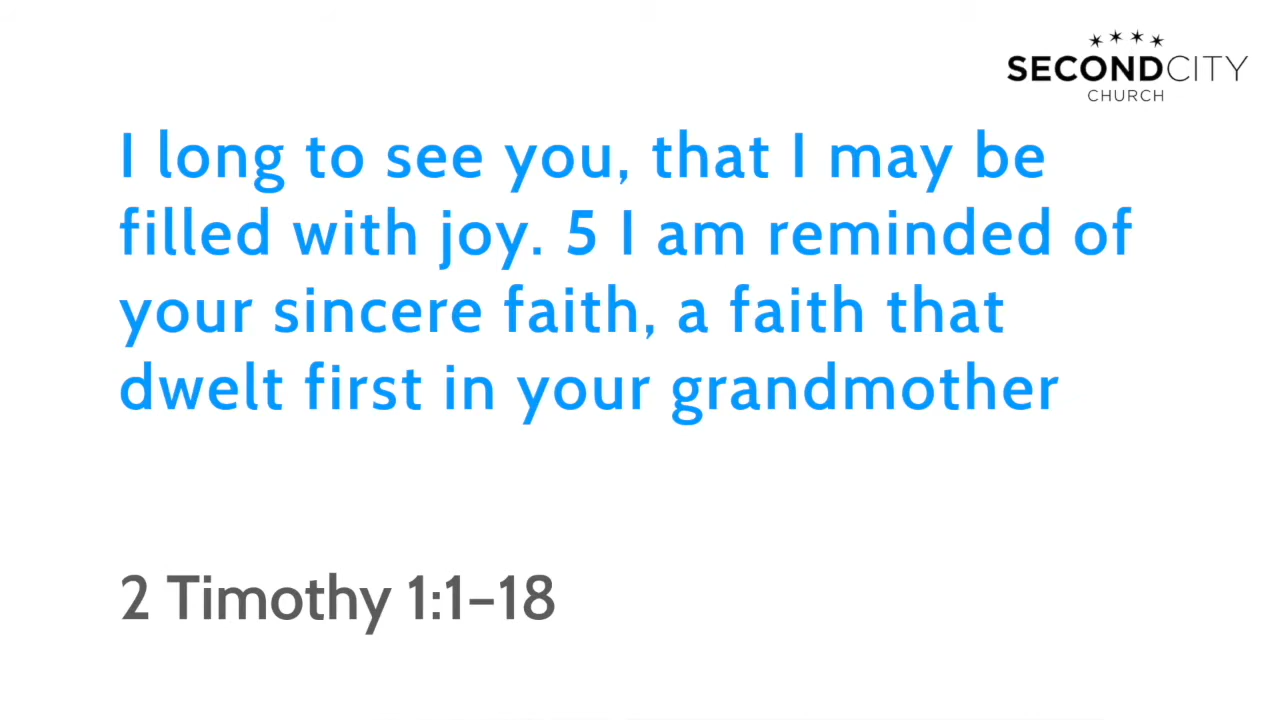 SECONDCITY
CHURCH
I long to see you, that I may be
filled with joy. 5 I am reminded of
your sincere faith, a faith that
dwelt first in your grandmother
2 Timothy 1:1–18